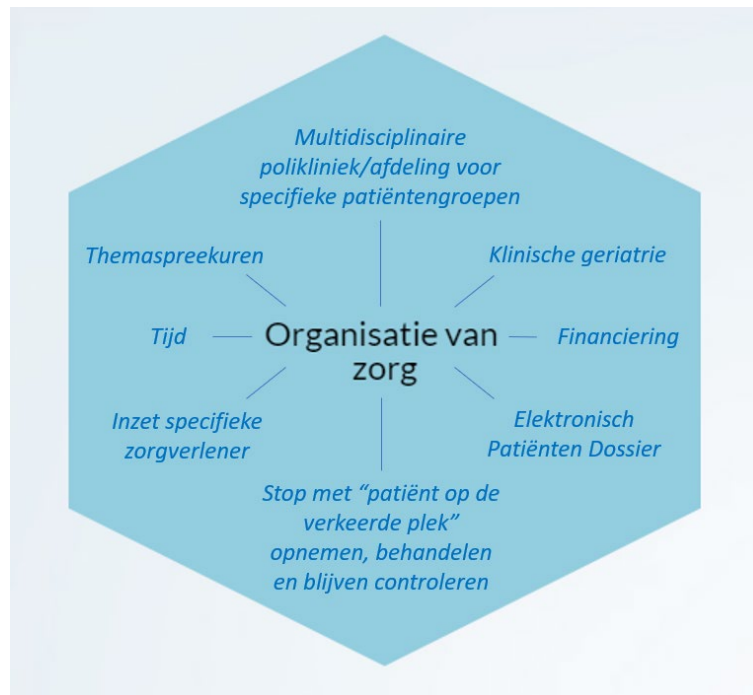 Multidisciplinaire
polikliniek/afdeling voor
specifieke patiëntengroepen
Themaspreekuren
Klinische geriatrie
Tijd
Organisatie van
zorg
Financiering
Inzet specifieke
zorgverlener
Elektronisch
Patiënten Dossier
Stop met “patiënt op de
verkeerde plek”
opnemen, behandelen
en blijven controleren